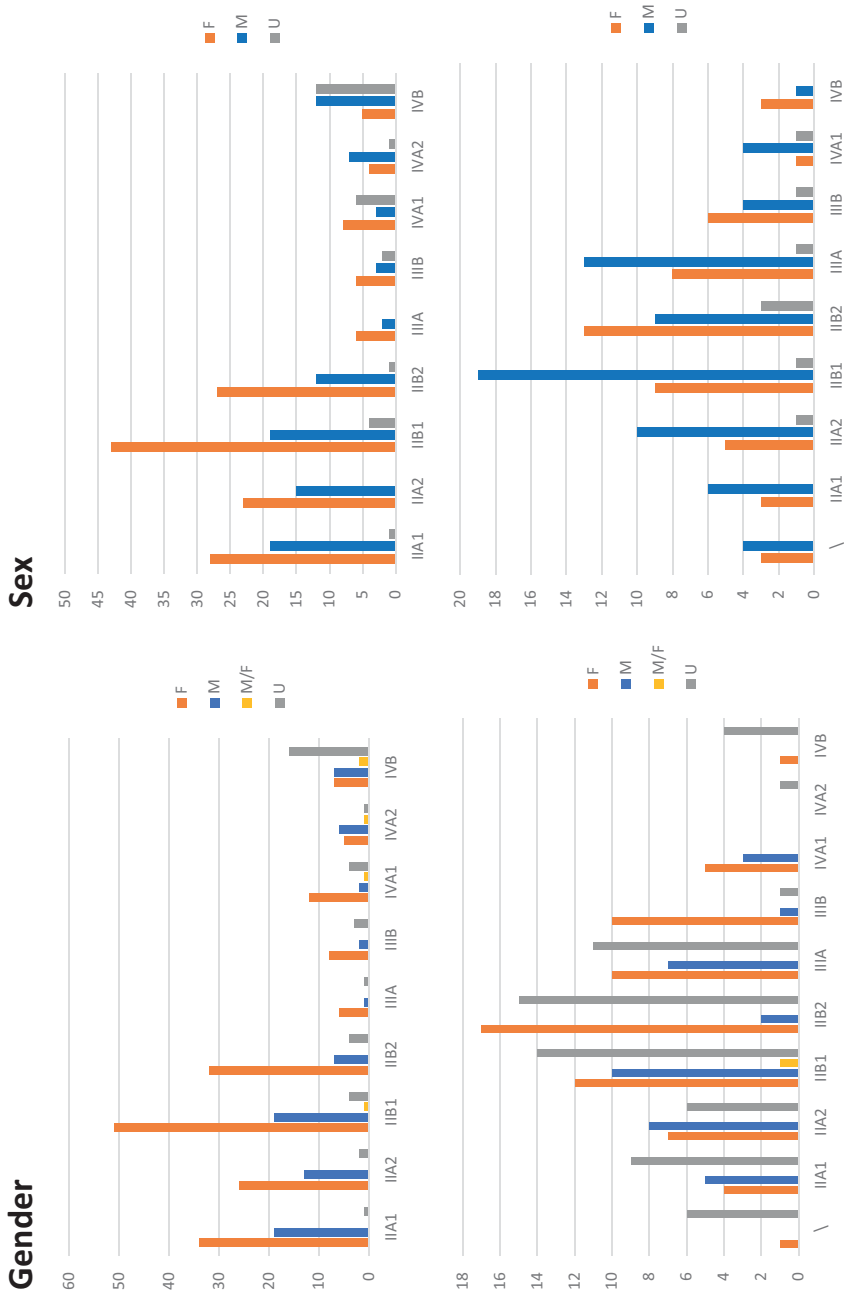 Gender
60
50
40
30
20
10
0
IIA1 IIA2 IIB1 IIB2 IIIA IIIB IVA1 IVA2 IVB
F
M
M/F
U
Sex
50
45
40
35
30
25
20
15
10
5
0
IIA1 IIA2 IIB1 IIB2 IIIA IIIB IVA1 IVA2 IVB
F
M
U
18
16
14
12
10
8
6
4
2
0
\ IIA1 IIA2 IIB1 IIB2 IIIA IIIB IVA1 IVA2 IVB
F
M
M/F
U
20
18
16
14
12
10
8
6
4
2
0
\ IIA1 IIA2 IIB1 IIB2 IIIA IIIB IVA1 IVB
F
M
U